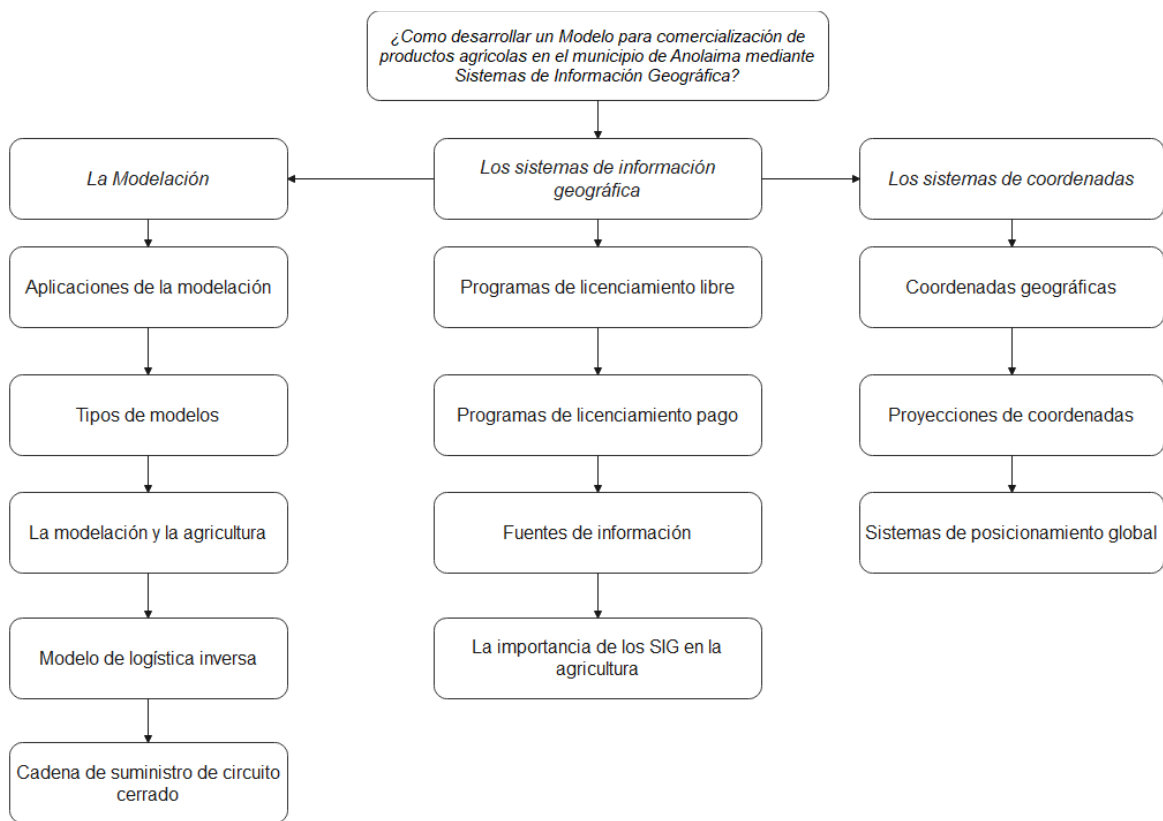 ¿Como desarrollar un Modelo para comercialización de
productos agrícolas en el municipio de Anolaima mediante
Sistemas de Información Geográfica?
La Modelación
Los sistemas de información
geográfica
Los sistemas de coordenadas
Aplicaciones de la modelación
Programas de licenciamiento libre
Coordenadas geográficas
Tipos de modelos
Programas de licenciamiento pago
Proyecciones de coordenadas
La modelación y la agricultura
Fuentes de información
Sistemas de posicionamiento global
Modelo de logística inversa
La importancia de los SIG en la
agricultura
Cadena de suministro de circuito
cerrado